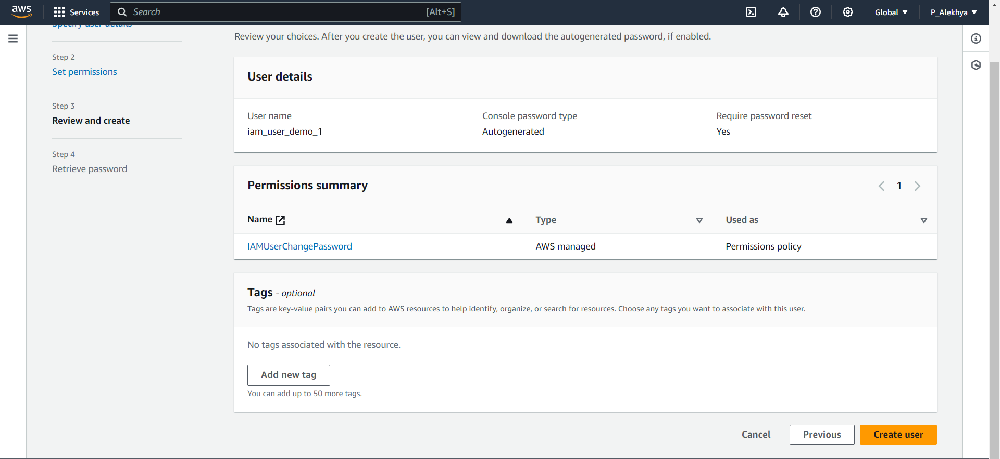 aws
Services
Search
[Alt+S]
Global
P_Alekhya
Specify user details
Step 2
Set permissions
Step 3
Review and create
Step 4
Retrieve password
Review your choices. After you create the user, you can view and download the autogenerated password, if enabled.
User details
User name
iam_user_demo_1
Console password type
Autogenerated
Require password reset
Yes
Permissions summary
1
Name
Type
Used as
IAMUserChangePassword
AWS managed
Permissions policy
Tags - optional
Tags are key-value pairs you can add to AWS resources to help identify, organize, or search for resources. Choose any tags you want to associate with this user.
No tags associated with the resource.
Add new tag
You can add up to 50 more tags.
Cancel
Previous
Create user